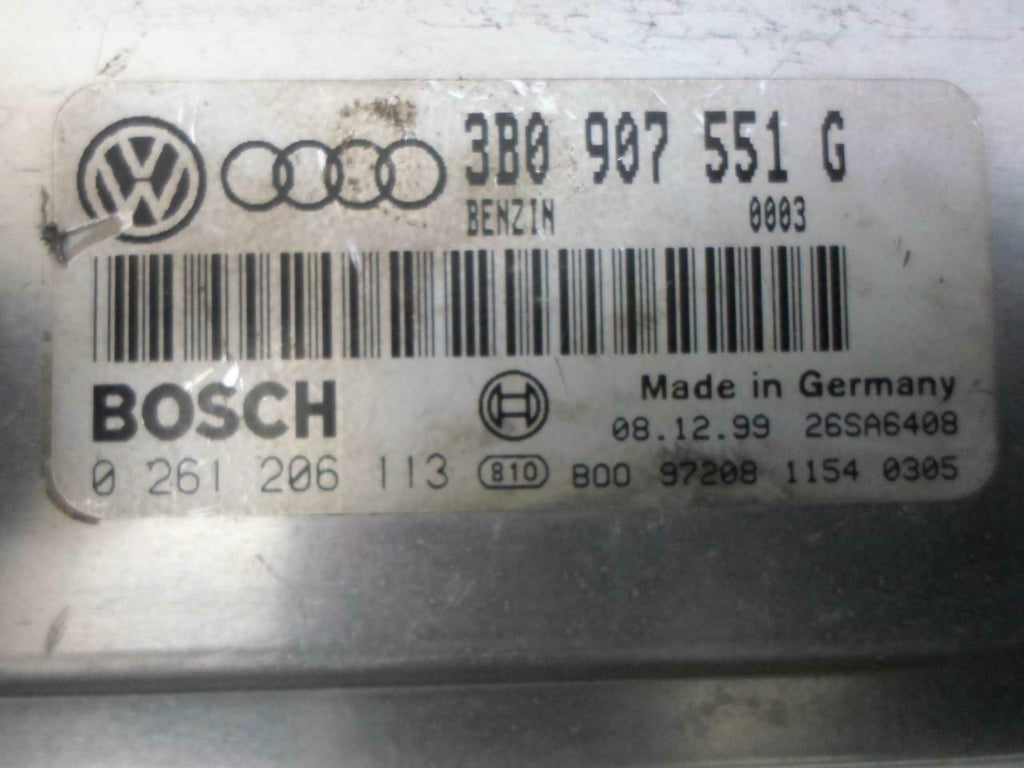 3B0 907 551 G
BENZIN 0003
BOSCH
Made in Germany
08.12.99 26SA6408
0 261 206 113 810 800 97208 1154 0305